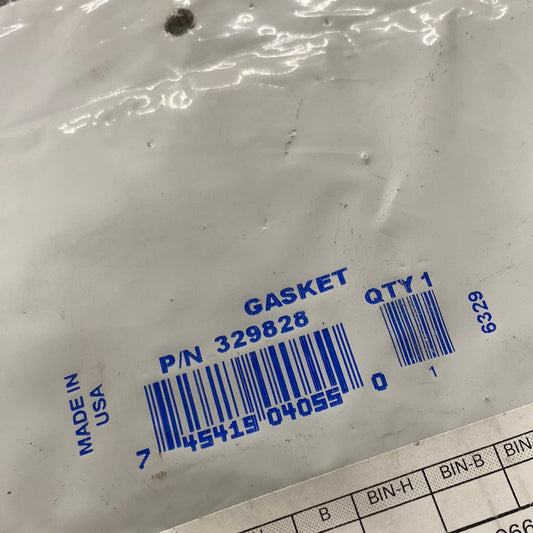 GASKET
P/N 329828
QTY 1
7 45419 04055 0
1
6329
MADE IN
USA
B
BIN-H
BIN-B
BIN-